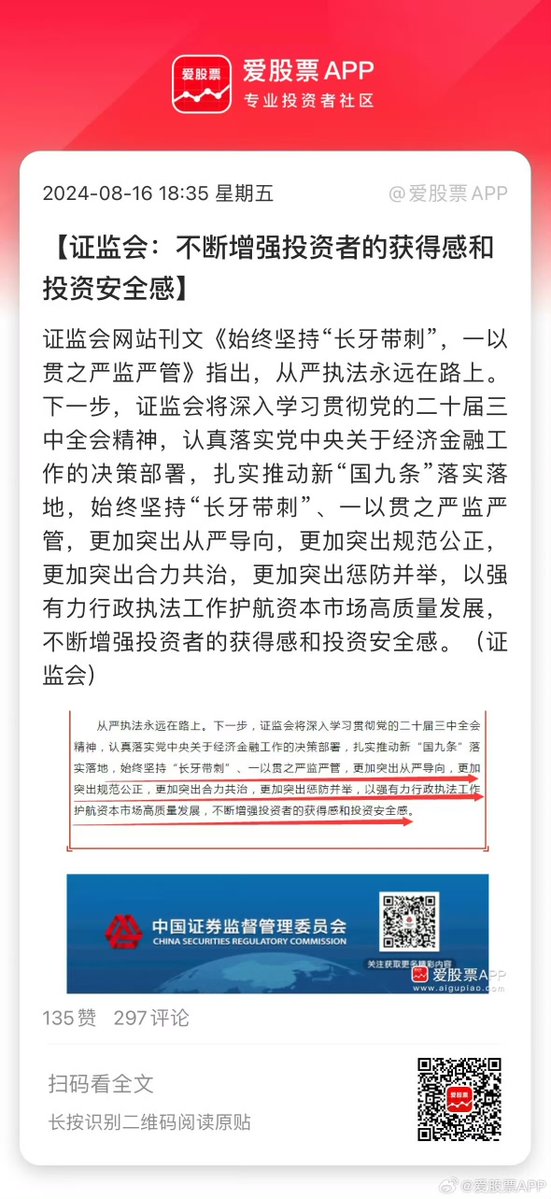 爱股票
爱股票 APP
专业投资者社区
2024-08-16 18:35 星期五
@爱股票APP
【证监会：不断增强投资者的获得感和
投资安全感】
证监会网站刊文《始终坚持“长牙带刺”，一以
贯之严监严管》指出，从严执法永远在路上。
下一步，证监会将深入学习贯彻党的二十届三
中全会精神，认真落实党中央关于经济金融工
作的决策部署，扎实推动新“国九条”落实落
地，始终坚持“长牙带刺”、一以贯之严监严
管，更加突出从严导向，更加突出规范公正，
更加突出合力共治，更加突出惩防并举，以强
有力行政执法工作护航资本市场高质量发展，
不断增强投资者的获得感和投资安全感。（证
监会）
从严执法永远在路上。下一步，证监会将深入学习贯彻党的二十届三中全会
精神，认真落实党中央关于经济金融工作的决策部署，扎实推动新“国九条”落
实落地，始终坚持“长牙带刺”、一以贯之严监严管，更加突出从严导向，更加
突出规范公正，更加突出合力共治，更加突出惩防并举，以强有力行政执法工作
护航资本市场高质量发展，不断增强投资者的获得感和投资安全感。
中国证券监督管理委员会
CHINA SECURITIES REGULATORY COMMISSION
关注获取更多精彩内容
爱股票APP
www.aigupiao.com
135赞 297评论
扫码看全文
长按识别二维码阅读原贴
爱股票
@爱股票APP